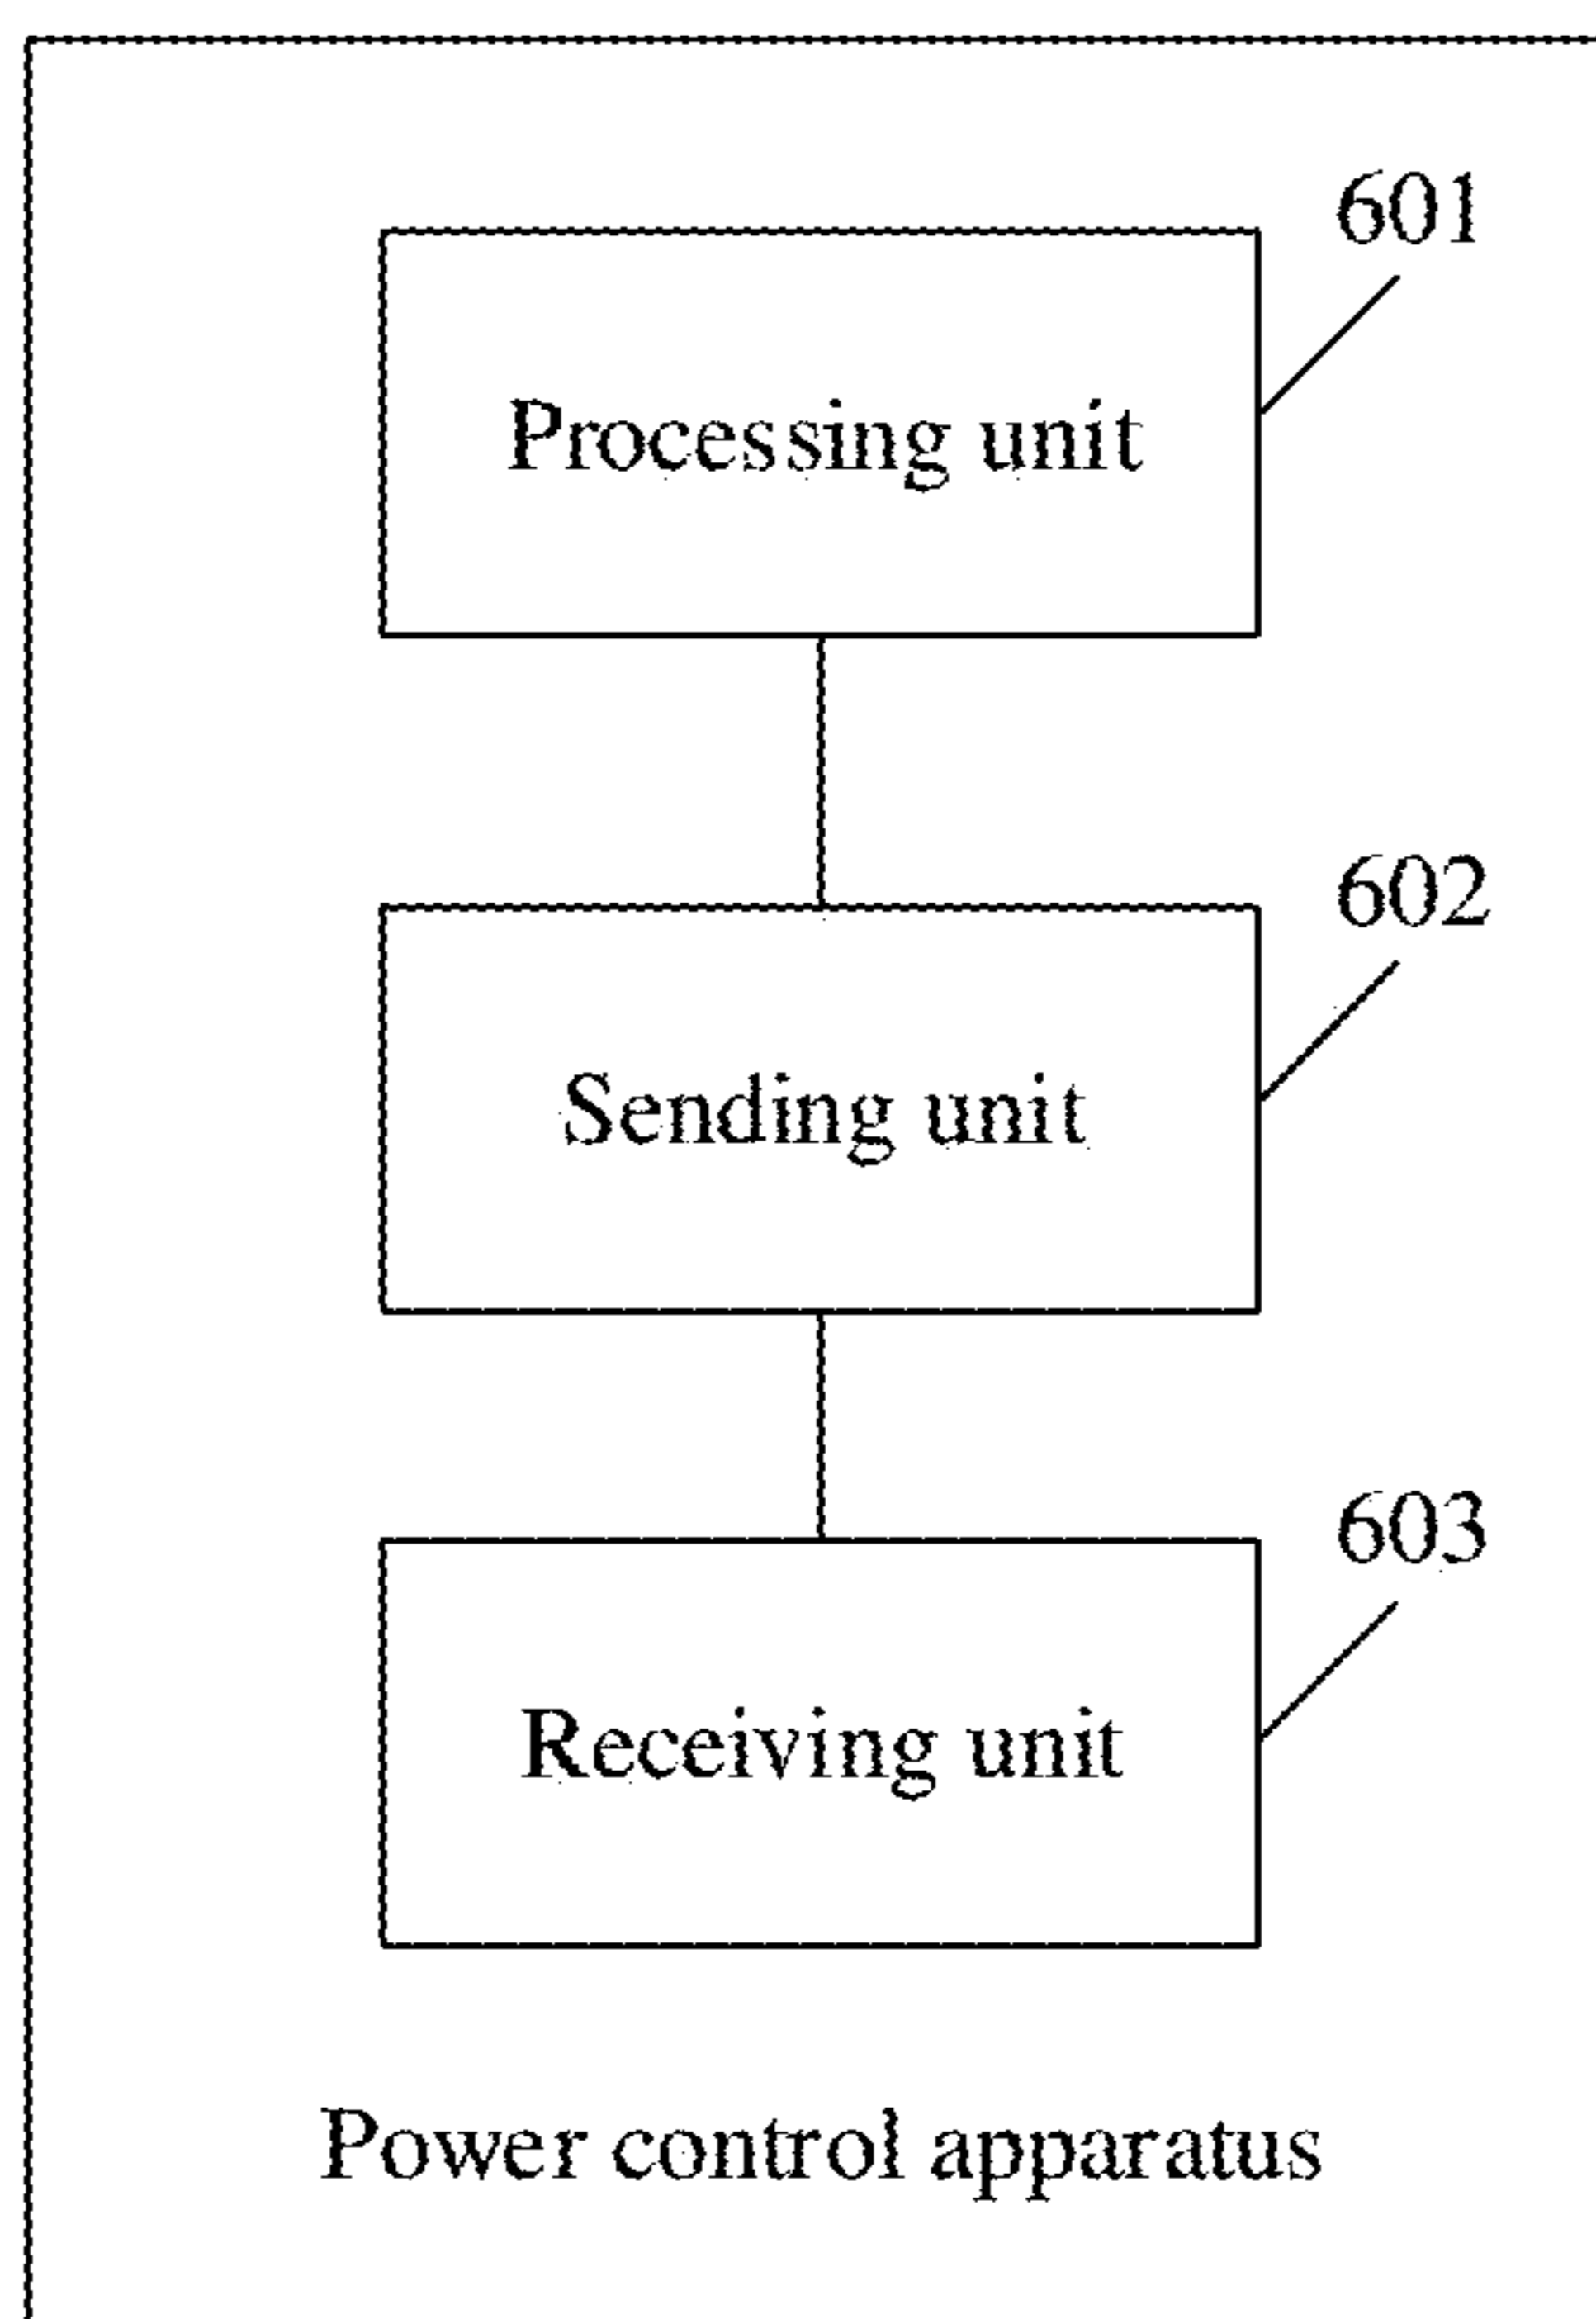 601
Processing unit
602
Sending unit
603
Receiving unit
Power control apparatus